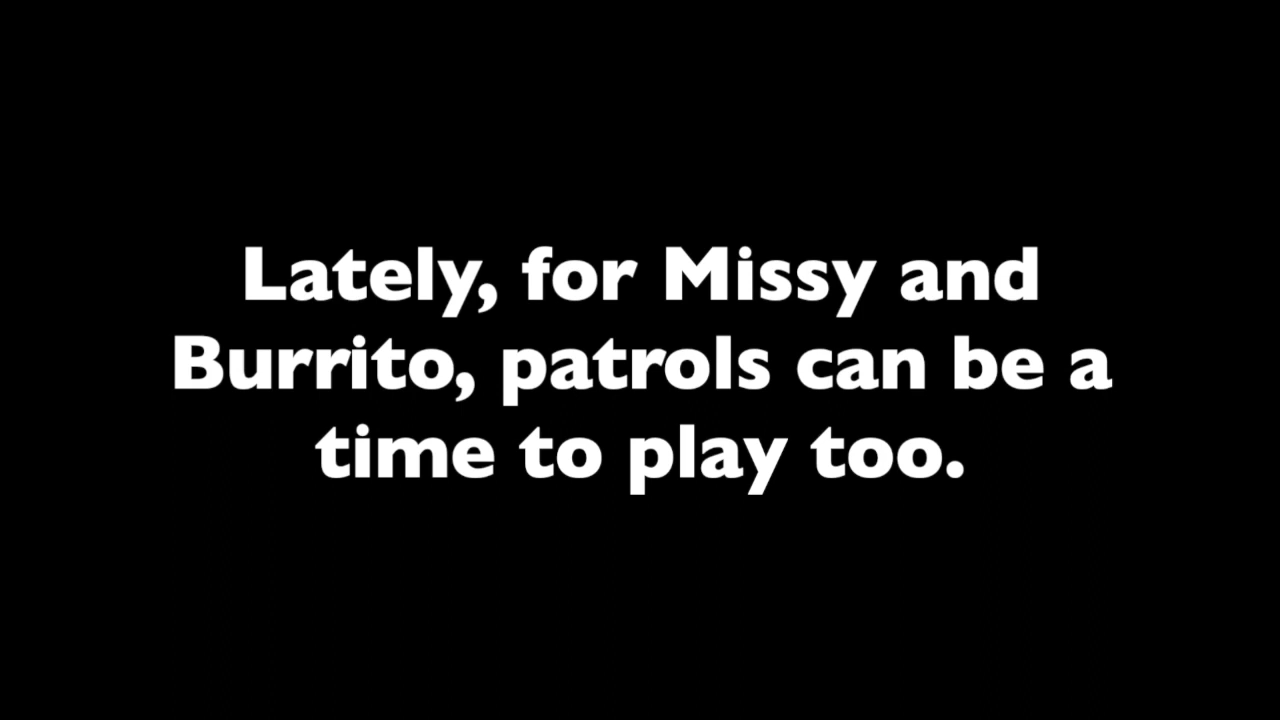 Lately, for Missy and
Burrito, patrols can be a
time to play too.